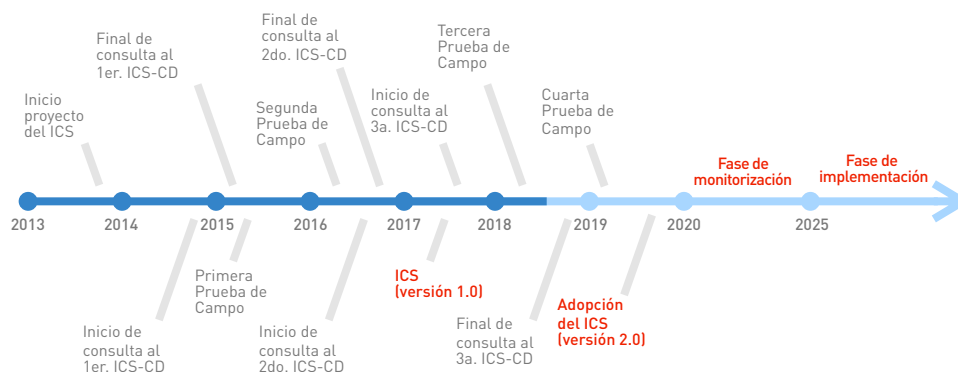 Final de
consulta al
1er. ICS-CD
Final de
consulta al
2do. ICS-CD
Tercera
Prueba de
Campo
Inicio
proyecto
del ICS
Segunda
Prueba de
Campo
Inicio de
consulta al
3a. ICS-CD
Cuarta
Prueba de
Campo
Fase de
monitorización
Fase de
implementación
2013
2014
2015
2016
2017
2018
2019
2020
2025
Primera
Prueba de
Campo
ICS
(versión 1.0)
Adopción
del ICS
(versión 2.0)
Inicio de
consulta al
1er. ICS-CD
Inicio de
consulta al
2do. ICS-CD
Final de
consulta al
3a. ICS-CD